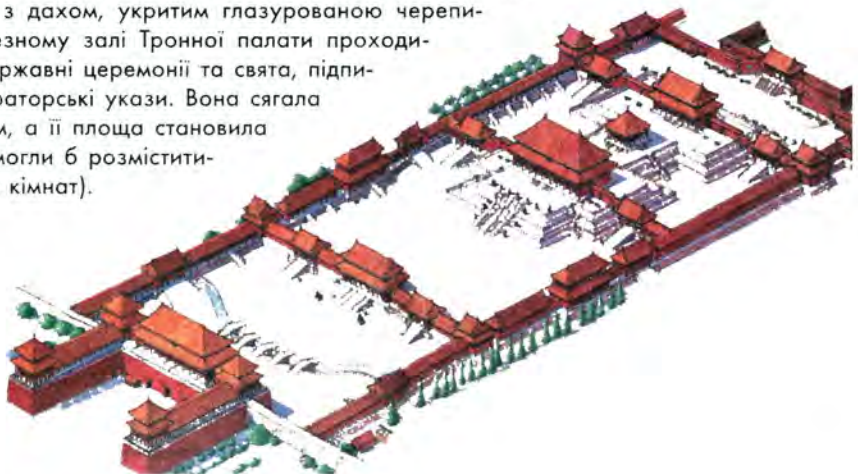 з дахом, укритим глазурованою черепи-
езному залі Тронної палати проходи-
ржавні церемонії та свята, підпи-
раторські укази. Вона сягала
м, а її площа становила
могли б розмістити-
кімнат).